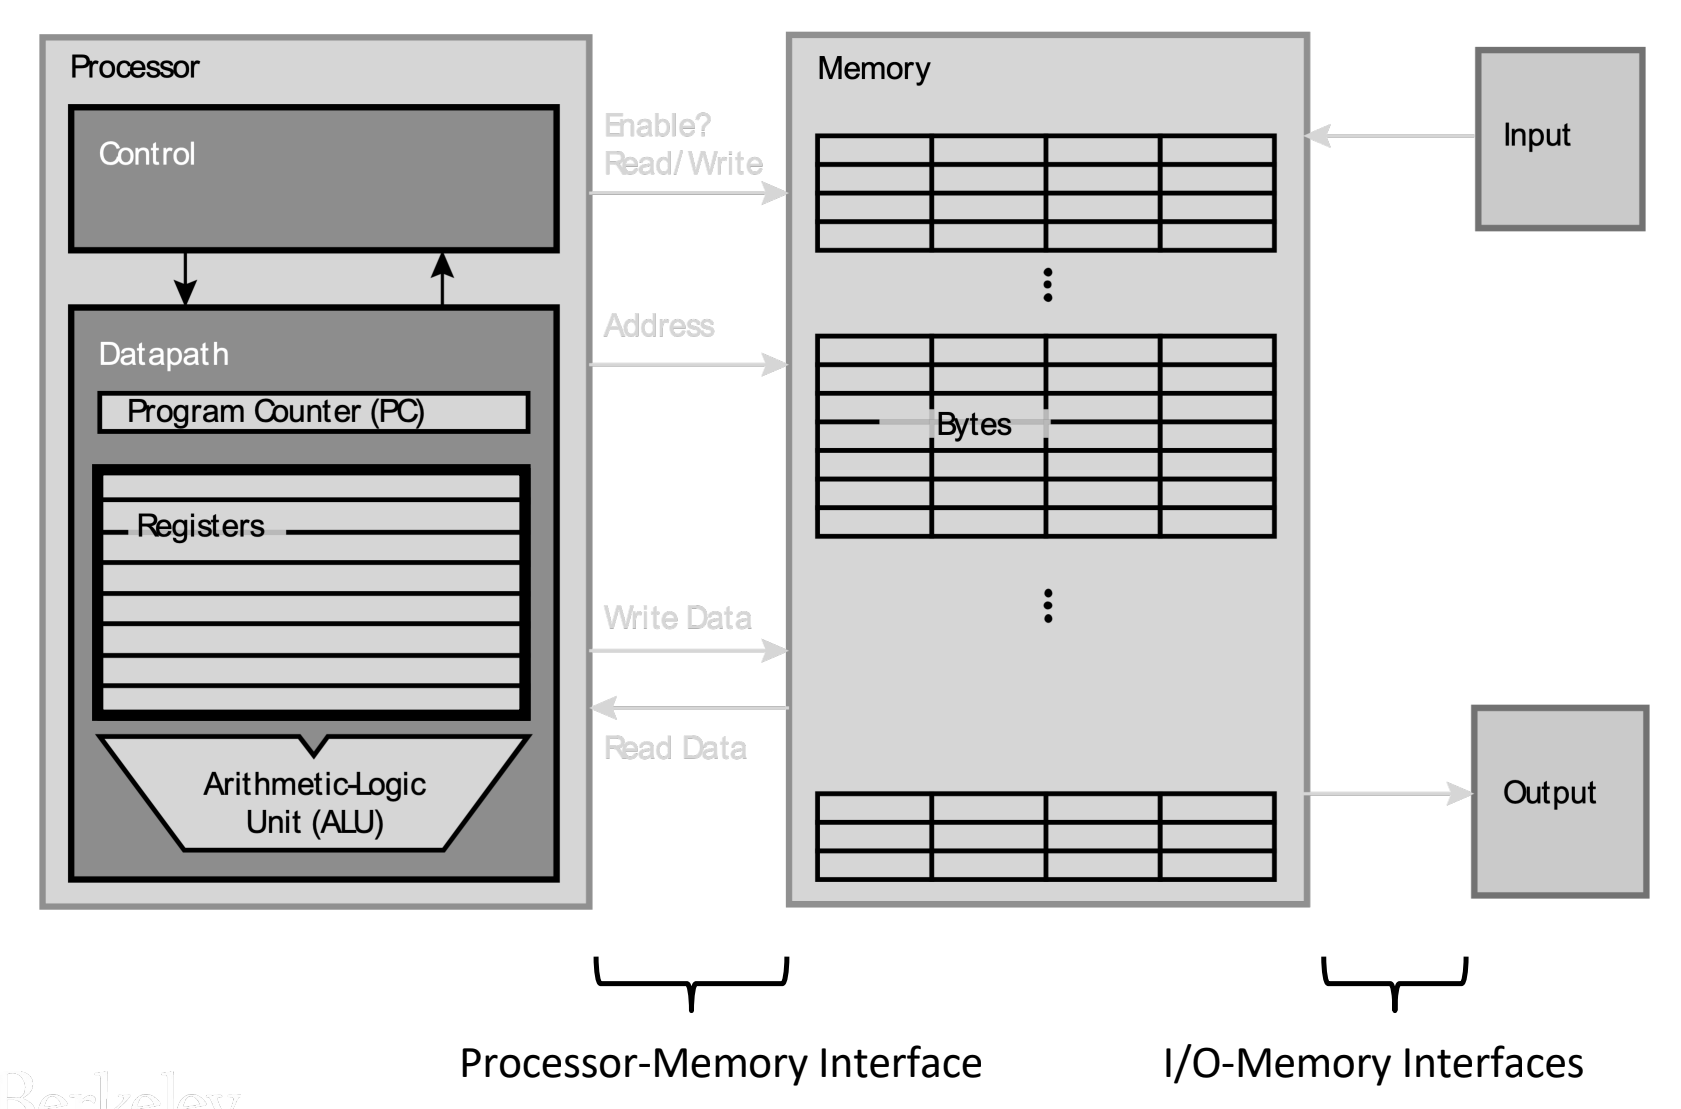 Processor
Control
Datapath
Program Counter (PC)
Registers
Arithmetic-Logic
Unit (ALU)
Enable?
Read/Write
Address
Write Data
Read Data
Memory
Bytes
Input
Output
Processor-Memory Interface
I/O-Memory Interfaces
Berkeley